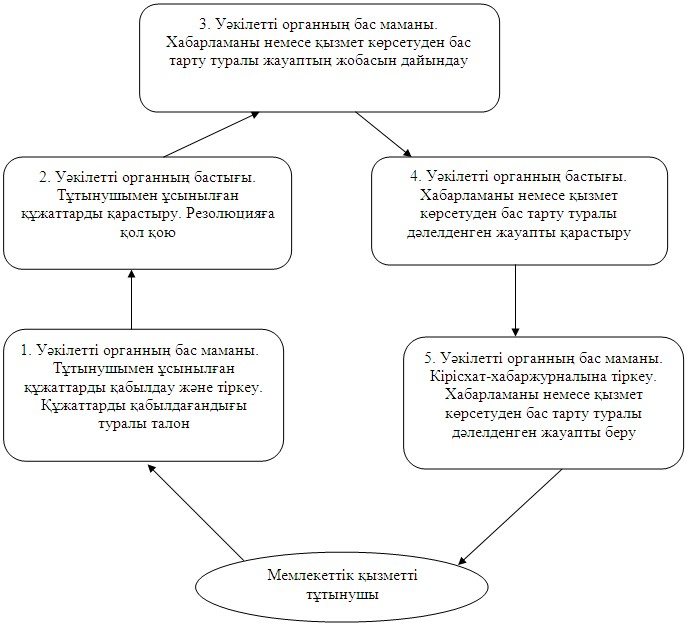 3. Уәкілетті органның бас маманы.
Хабарламаны немесе қызмет көрсетуден бас
тарту туралы жауаптың жобасын дайындау
2. Уәкілетті органның бастығы.
Тұтынушымен ұсынылған
құжаттарды қарастыру. Резолюцияға
қол қою
4. Уәкілетті органның бастығы.
Хабарламаны немесе қызмет
көрсетуден бас тарту туралы
дәлелденген жауапты қарастыру
1. Уәкілетті органның бас маманы.
Тұтынушымен ұсынылған
құжаттарды қабылдау және тіркеу.
Құжаттарды қабылдағандығы
туралы талон
5. Уәкілетті органның бас маманы.
Кірісхат-хабаржурналына тіркеу.
Хабарламаны немесе қызмет
көрсетуден бас тарту туралы
дәлелденген жауапты беру
Мемлекеттік қызметті
тұтынушы